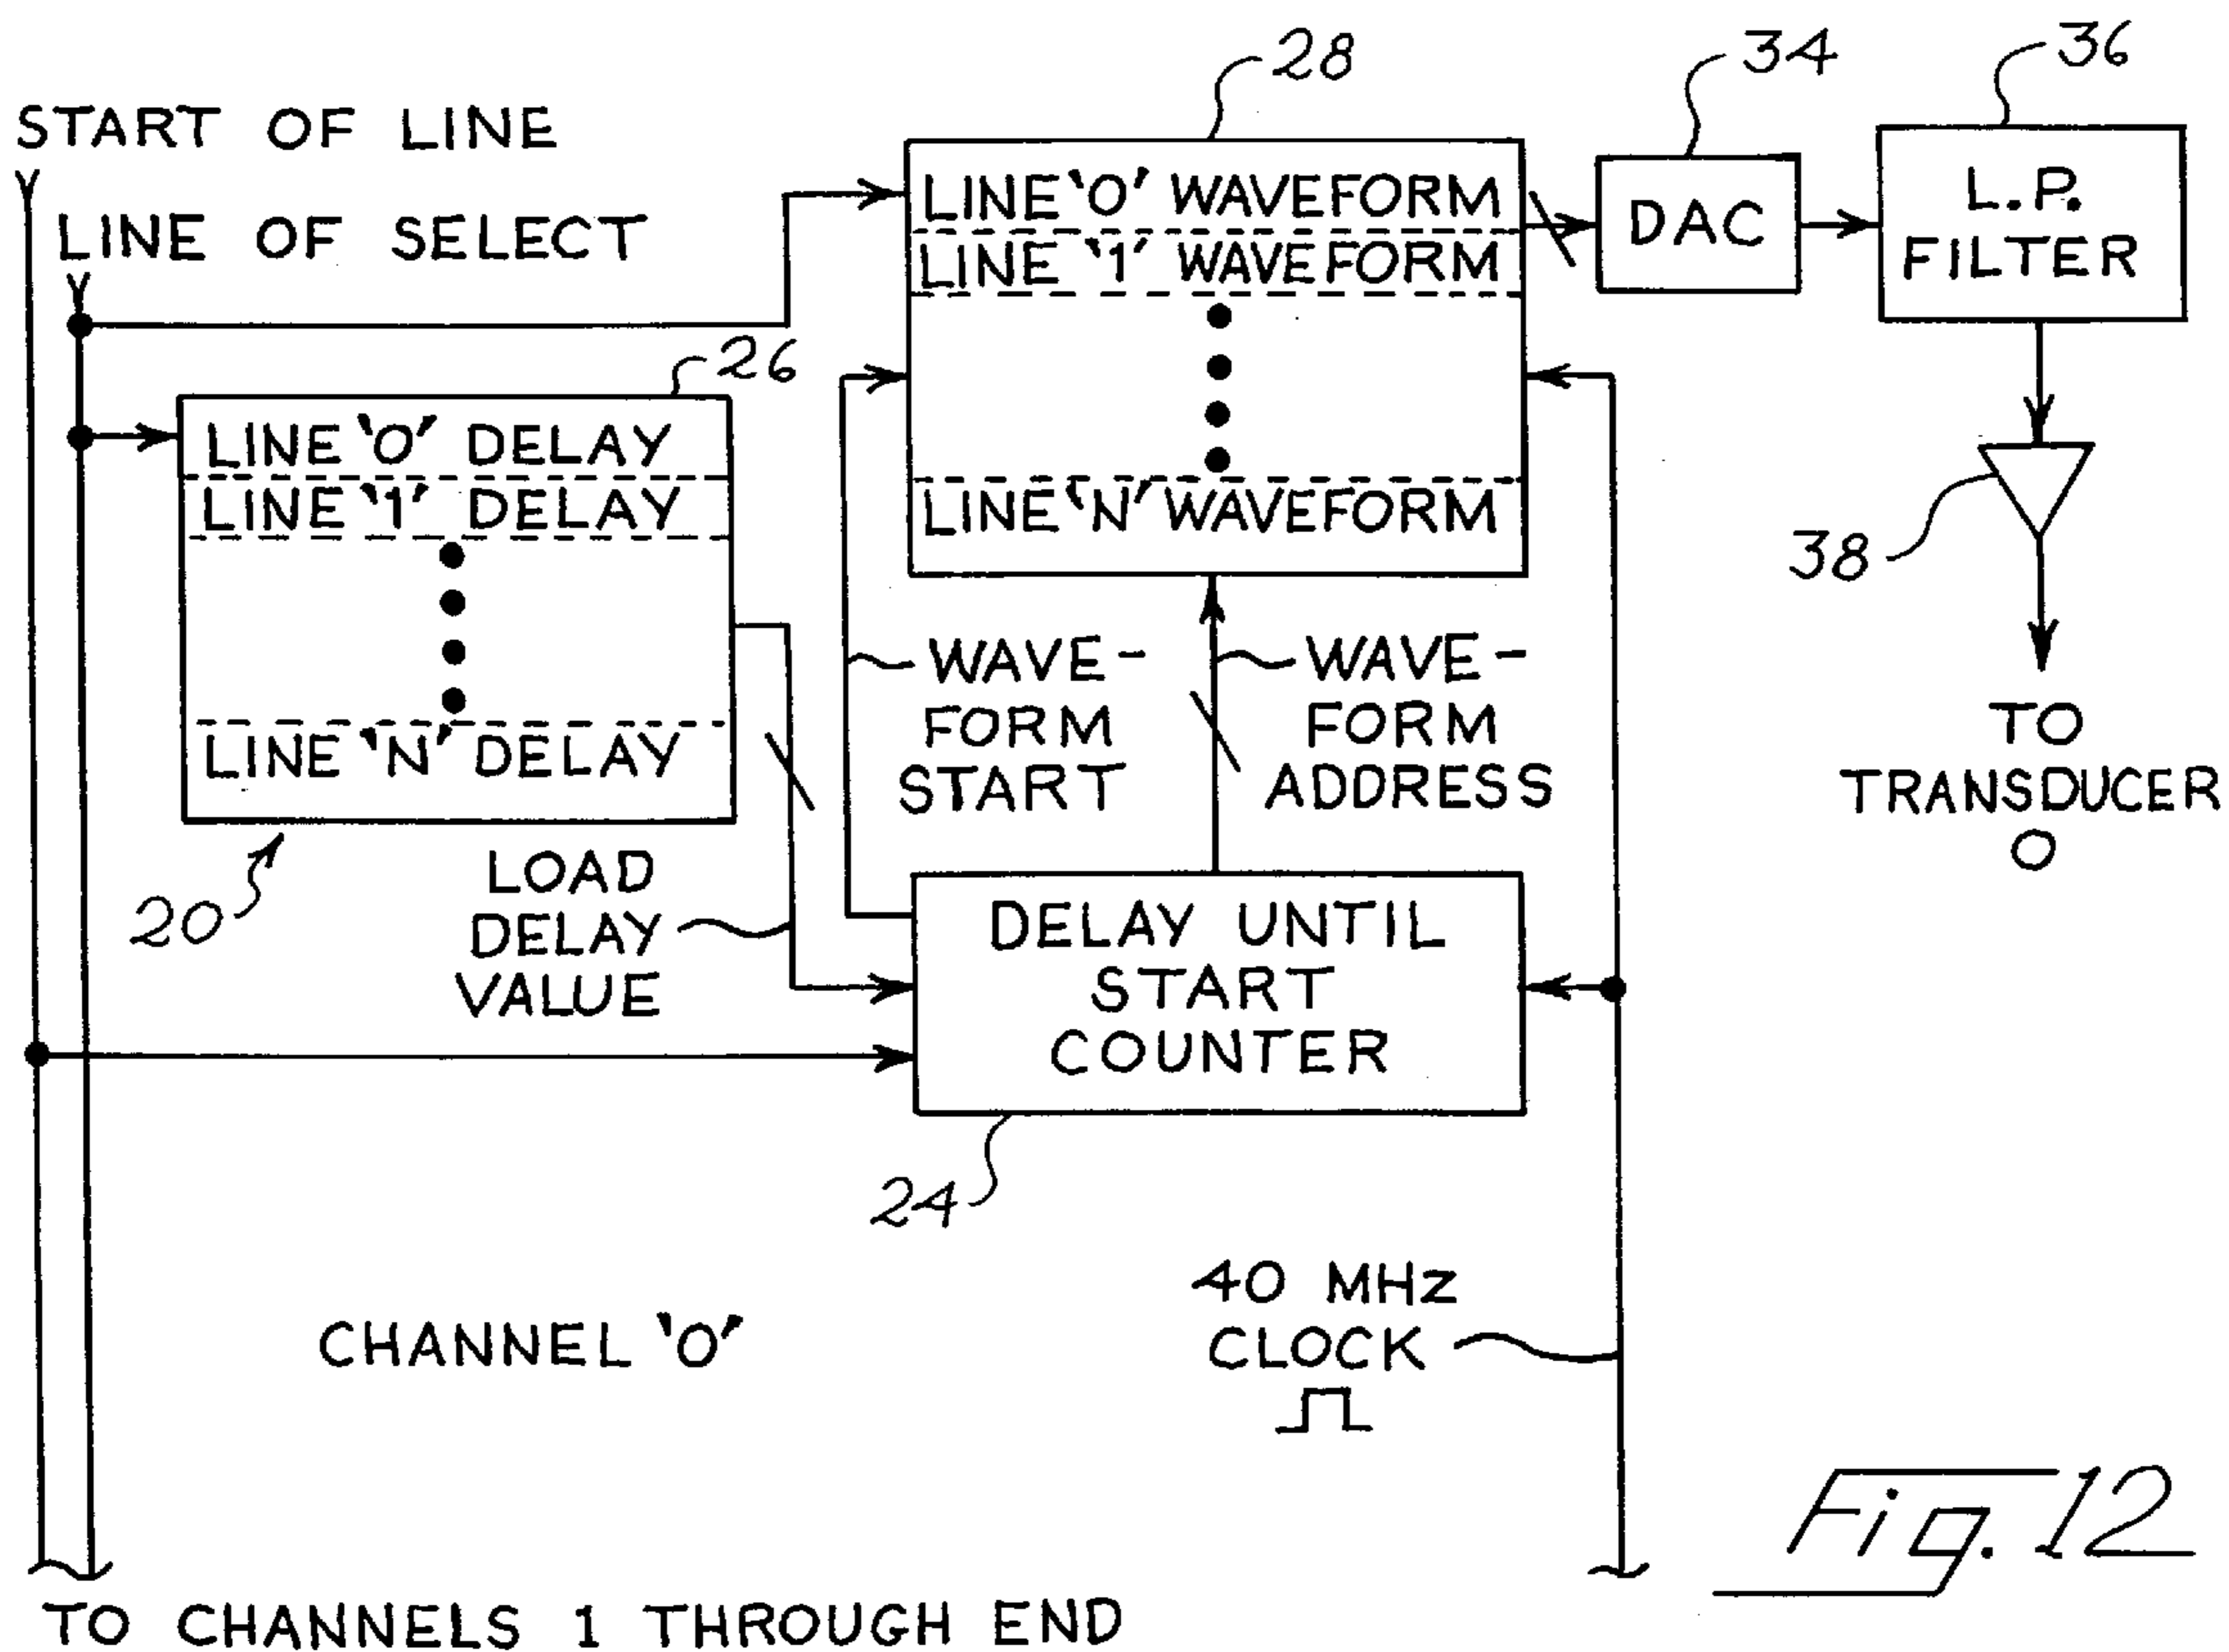 START OF LINE
LINE OF SELECT
28
34
36
LINE 'O' WAVEFORM
LINE '1' WAVEFORM
LINE 'N' WAVEFORM
DAC
L.P.
FILTER
26
LINE 'O' DELAY
LINE '1' DELAY
LINE 'N' DELAY
38
WAVE-
FORM
START
WAVE-
FORM
ADDRESS
TO
TRANSDUCER
O
20
LOAD
DELAY
VALUE
DELAY UNTIL
START
COUNTER
24
40 MHz
CLOCK
CHANNEL 'O'
Fig. 12
TO CHANNELS 1 THROUGH END